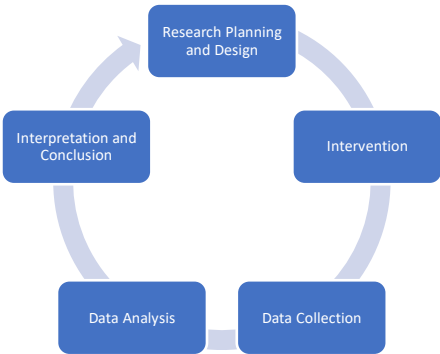 Research Planning
and Design
Intervention
Data Collection
Data Analysis
Interpretation and
Conclusion